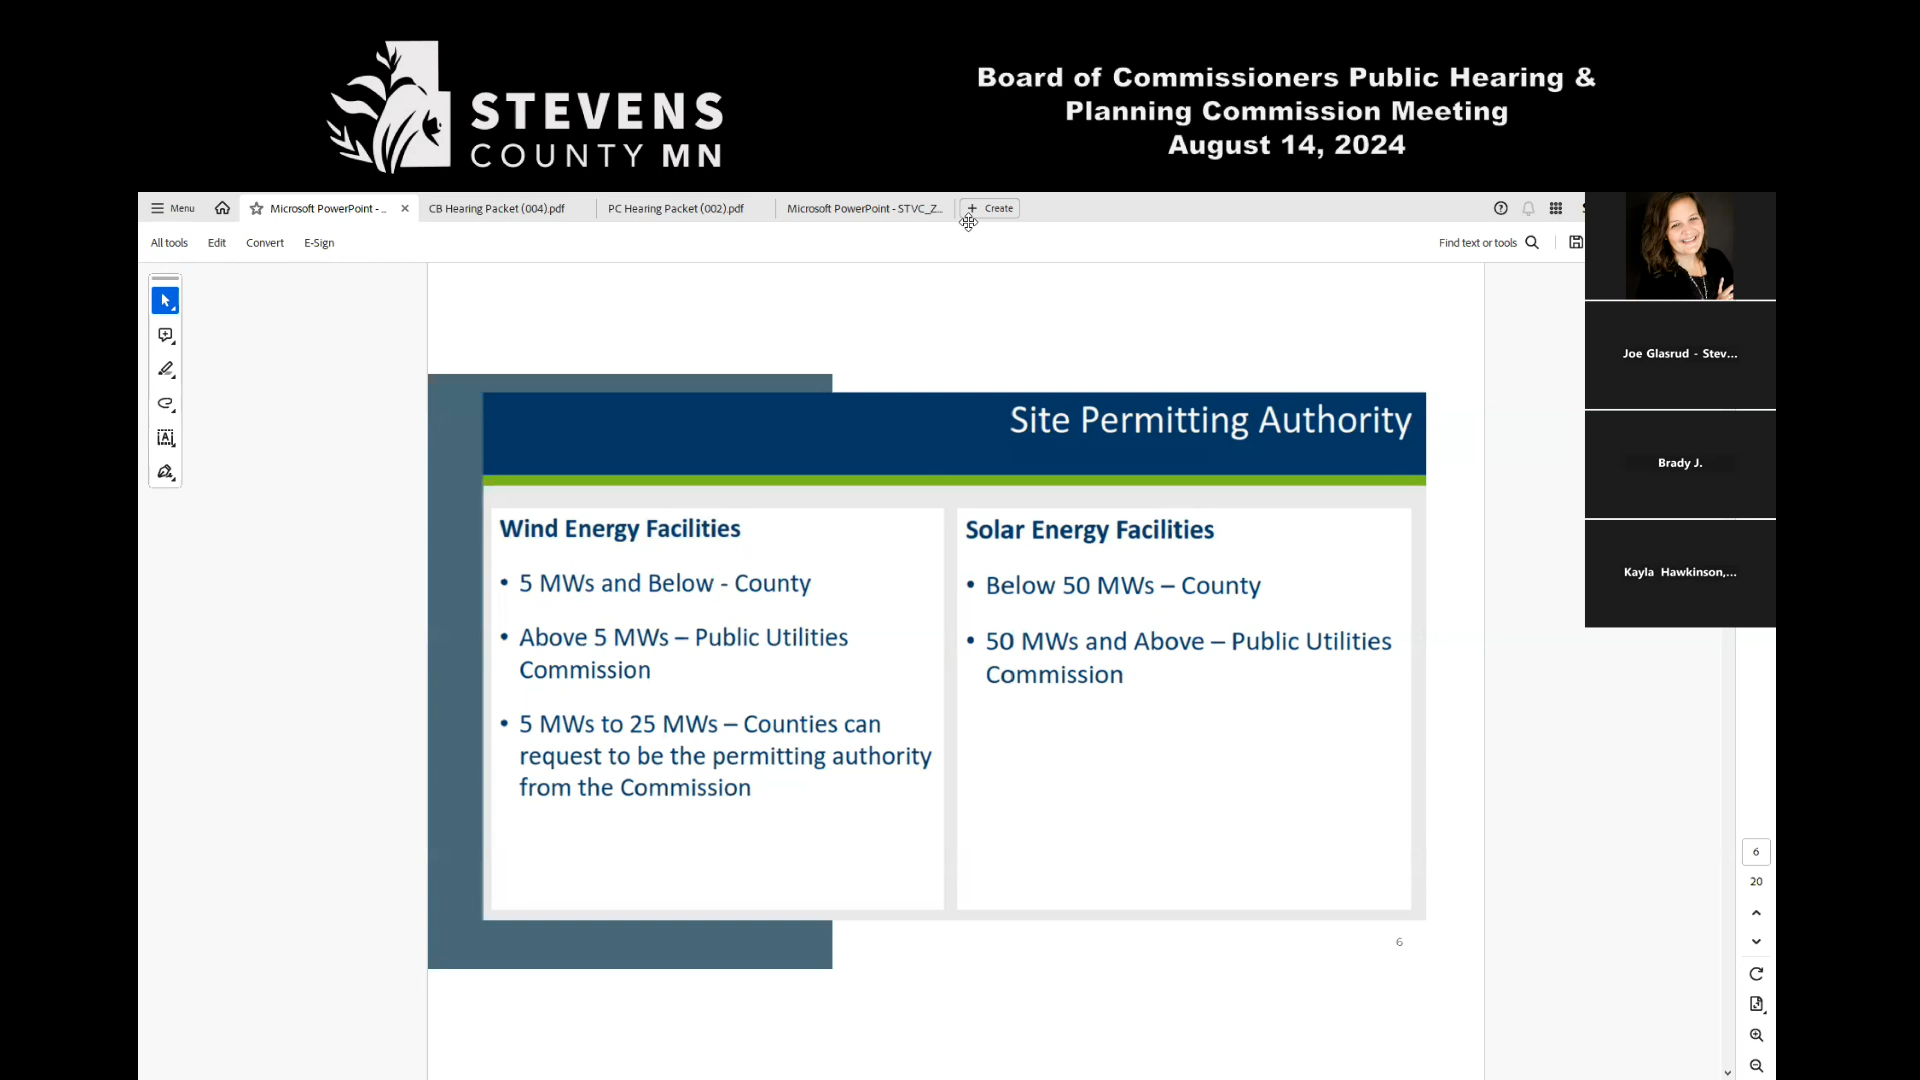 STEVENS
COUNTY MN
Board of Commissioners Public Hearing &
Planning Commission Meeting
August 14, 2024
Menu
Microsoft PowerPoint - ...
CB Hearing Packet (004).pdf
PC Hearing Packet (002).pdf
Microsoft PowerPoint - STVC_Z...
Create
All tools
Edit
Convert
E-Sign
Find text or tools
Joe Glasrud - Stev...
Brady J.
Kayla Hawkinson,...
Site Permitting Authority
Wind Energy Facilities
• 5 MWs and Below - County
• Above 5 MWs – Public Utilities
Commission
• 5 MWs to 25 MWs – Counties can
request to be the permitting authority
from the Commission
Solar Energy Facilities
• Below 50 MWs – County
• 50 MWs and Above – Public Utilities
Commission
6
6
20